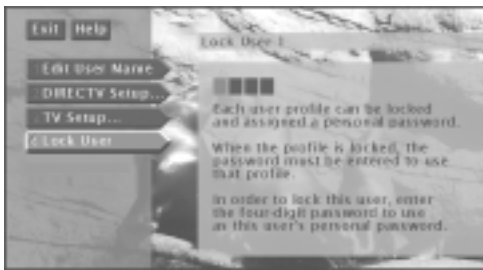 Exit Help
Lock User 1
Edit User Name
DIRECTV Setup...
TV Setup...
Lock User
Each user profile can be locked
and assigned a personal password.
When the profile is locked, the
password must be entered to use
that profile.
In order to lock this user, enter
the four-digit password to use
as this user's personal password.